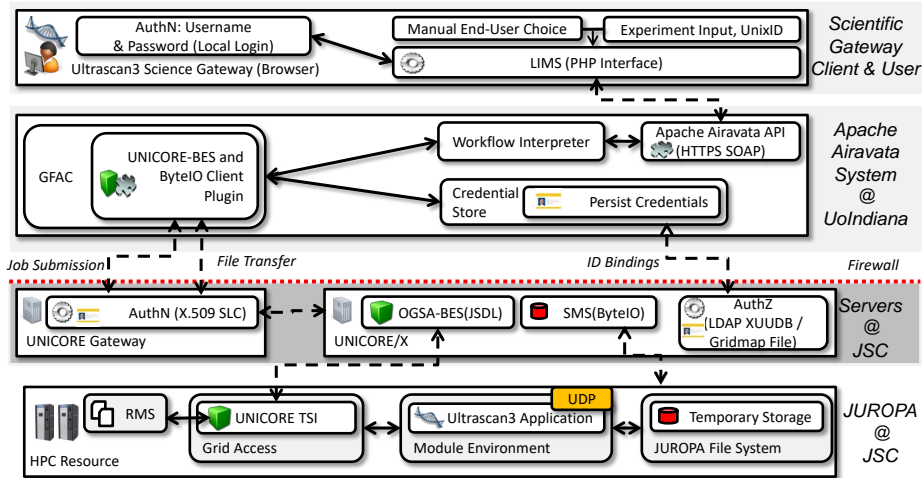 AuthN: Username
& Password (Local Login)
Ultrascan3 Science Gateway (Browser)
Manual End-User Choice
Experiment Input, UnixID
LIMS (PHP Interface)
Scientific
Gateway
Client & User
GFAC
UNICORE-BES and
ByteIO Client
Plugin
Workflow Interpreter
Apache Airavata API
(HTTPS SOAP)
Credential
Store
Persist Credentials
Apache
Airavata
System
@
UoIndiana
Job Submission
File Transfer
ID Bindings
Firewall
AuthN (X.509 SLC)
UNICORE Gateway
OGSA-BES(JSDL)
SMS(ByteIO)
UNICORE/X
AuthZ
(LDAP XUUDB /
Gridmap File)
Servers
@
JSC
RMS
HPC Resource
UNICORE TSI
Grid Access
UDP
Ultrascan3 Application
Module Environment
Temporary Storage
JUROPA File System
JUROPA
@
JSC